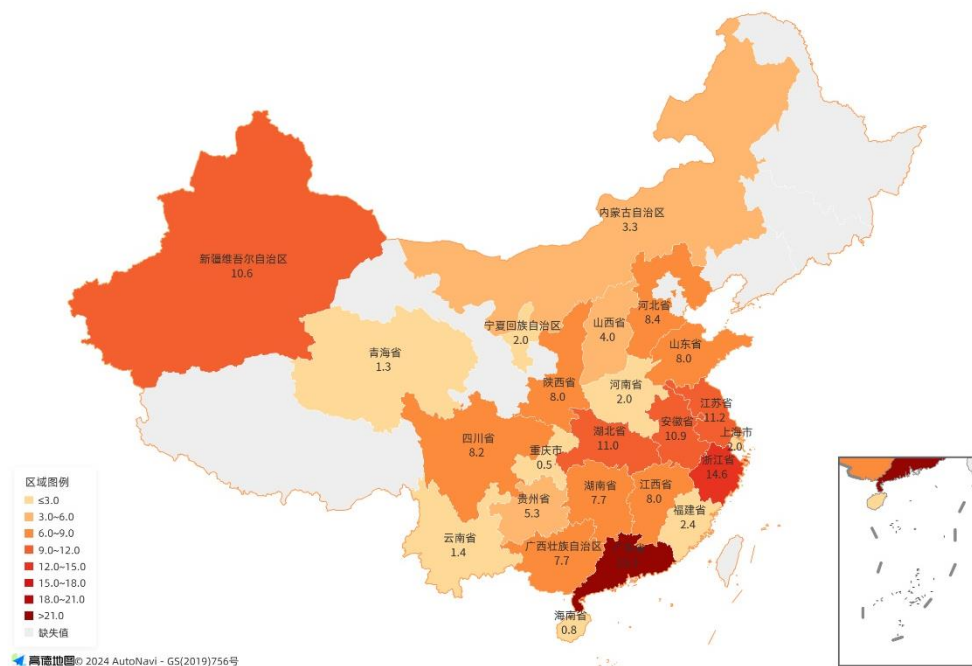 内蒙古自治区
3.3
新疆维吾尔自治区
10.6
河北省
8.4
宁夏回族自治区
2.0
山西省
4.0
山东省
8.0
青海省
1.3
陕西省
8.0
河南省
2.0
江苏省
11.2
安徽省
10.9
湖北省
11.0
上海市
2.0
四川省
8.2
重庆市
0.5
浙江省
14.6
湖南省
7.7
江西省
8.0
贵州省
5.3
福建省
2.4
云南省
1.4
广西壮族自治区
7.7
海南省
0.8
区域图例
≤3.0
3.0~6.0
6.0~9.0
9.0~12.0
12.0~15.0
15.0~18.0
18.0~21.0
>21.0
缺失值
高德地图© 2024 AutoNavi - GS(2019)756号